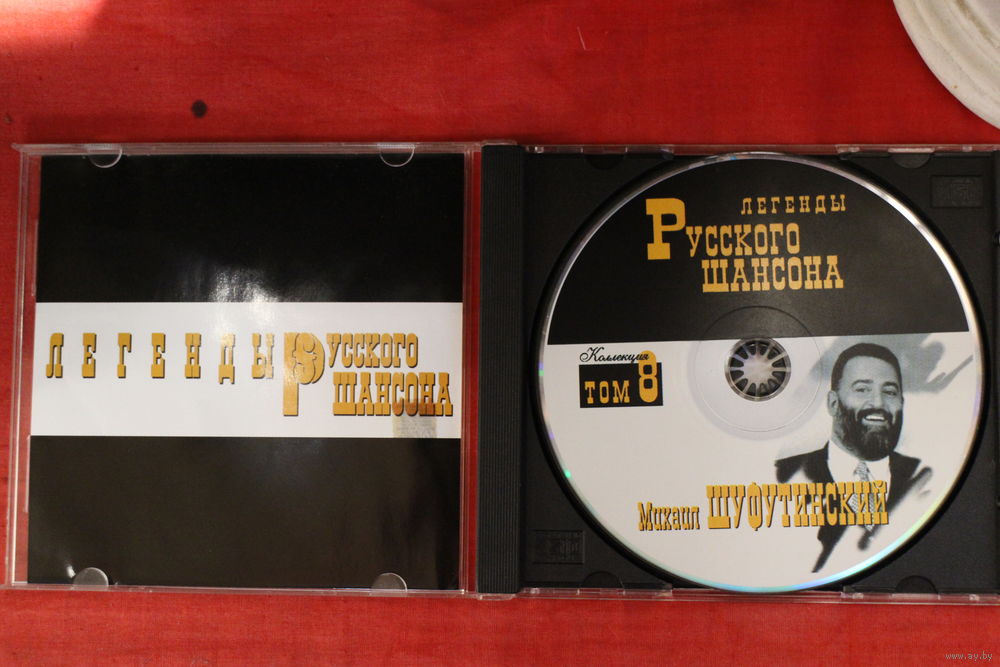 ЛЕГЕНДЫ РУССКОГО
ШАНСОНА
ЛЕГЕНДЫ
РУССКОГО
ШАНСОНА
Коллекция
ТОМ 8
Михаил ШУФУТИНСКИЙ
www.ay.by